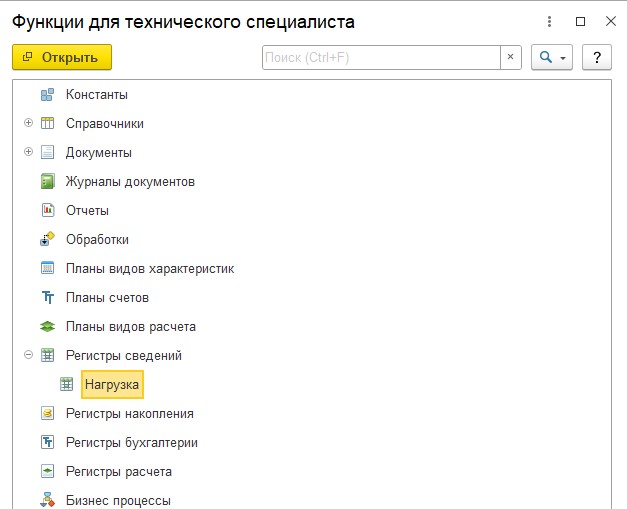 Функции для технического специалиста
Открыть
Поиск (Ctrl+F)
×
?
Константы
Справочники
Документы
Журналы документов
Отчеты
Обработки
Планы видов характеристик
Планы счетов
Планы видов расчета
Регистры сведений
Нагрузка
Регистры накопления
Регистры бухгалтерии
Регистры расчета
Бизнес процессы